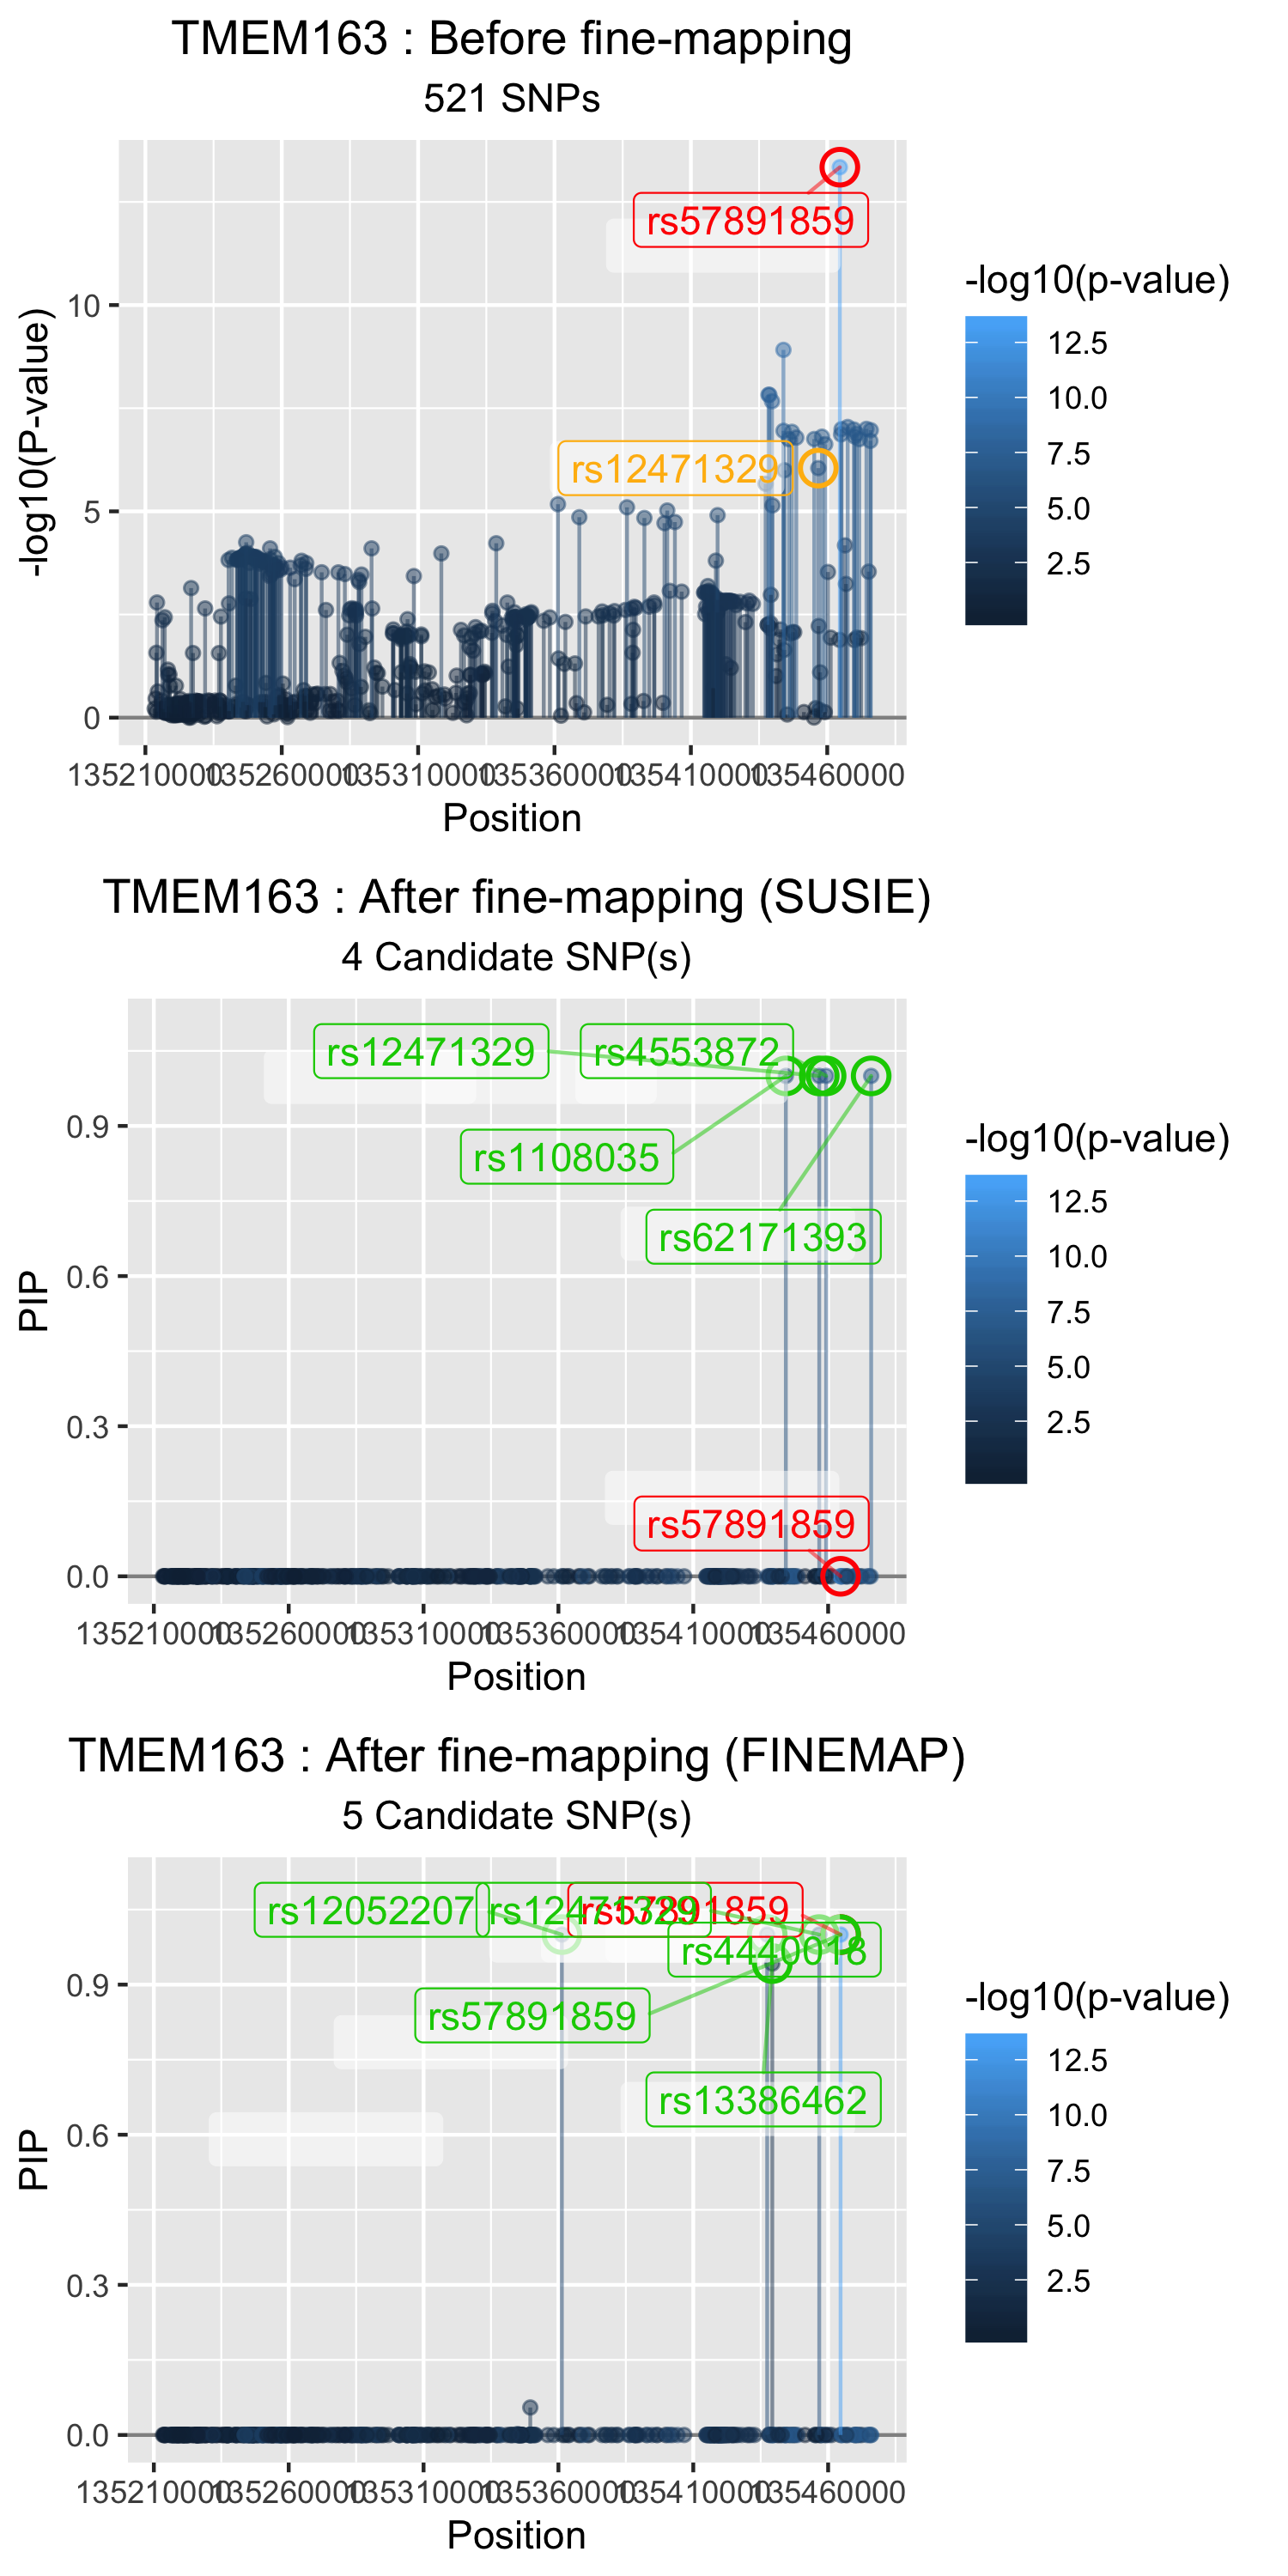 TMEM163 : Before fine-mapping
521 SNPs
rs57891859
rs12471329
-log10(P-value)
10
5
0
135210000 135260000 135310000 135360000 135410000 135460000
Position
-log10(p-value)
12.5
10.0
7.5
5.0
2.5
TMEM163 : After fine-mapping (SUSIE)
4 Candidate SNP(s)
rs12471329 rs4553872
rs1108035
rs62171393
rs57891859
PIP
0.9
0.6
0.3
0.0
135210000 135260000 135310000 135360000 135410000 135460000
Position
-log10(p-value)
12.5
10.0
7.5
5.0
2.5
TMEM163 : After fine-mapping (FINEMAP)
5 Candidate SNP(s)
rs12052207 rs12471329 rs57891859
rs4440018
rs57891859
rs13386462
PIP
0.9
0.6
0.3
0.0
135210000 135260000 135310000 135360000 135410000 135460000
Position
-log10(p-value)
12.5
10.0
7.5
5.0
2.5